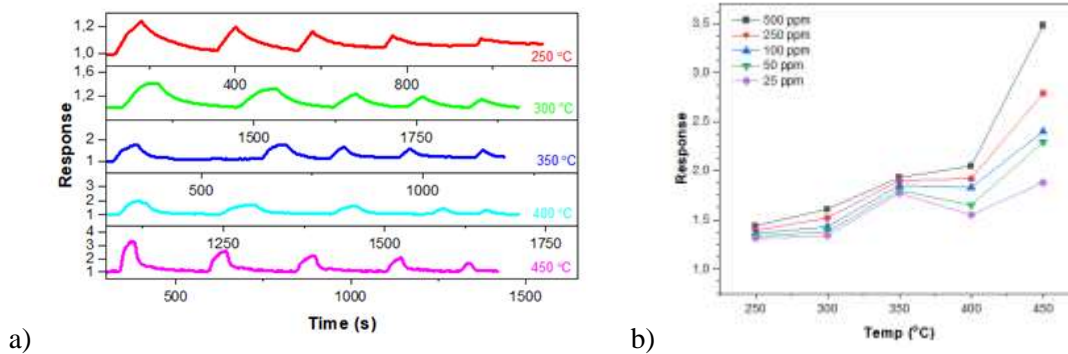 1,2
1,0
250 °C
400
800
1,6
1,2
300 °C
1500
1750
2
1
350 °C
500
1000
3
2
1
400 °C
1250
1500
1750
4
3
2
1
450 °C
500
1000
1500
Response
Time (s)
a)
500 ppm
250 ppm
100 ppm
50 ppm
25 ppm
3.5
3.0
2.5
2.0
1.5
1.0
Response
250
300
350
400
450
Temp (°C)
b)